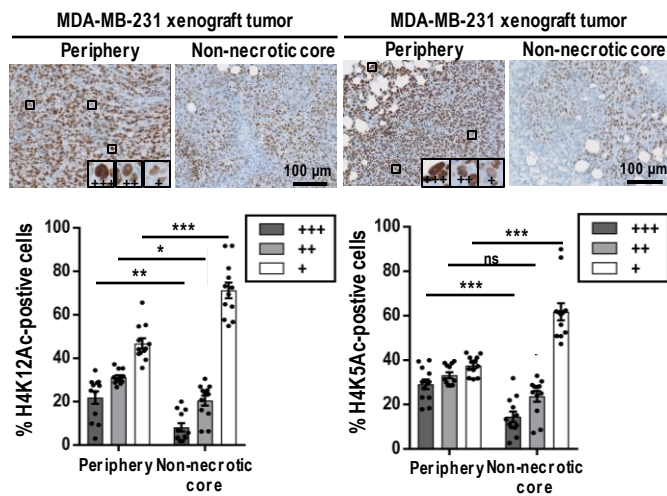 MDA-MB-231 xenograft tumor
Periphery Non-necrotic core
+++ ++ +
100 µm
MDA-MB-231 xenograft tumor
Periphery Non-necrotic core
+++ ++ +
100 µm
% H4K12Ac-postive cells
100
80
60
40
20
0
***
*
**
+++
++
+
Periphery Non-necrotic
core
% H4K5Ac-postive cells
100
80
60
40
20
0
***
ns
***
+++
++
+
Periphery Non-necrotic
core